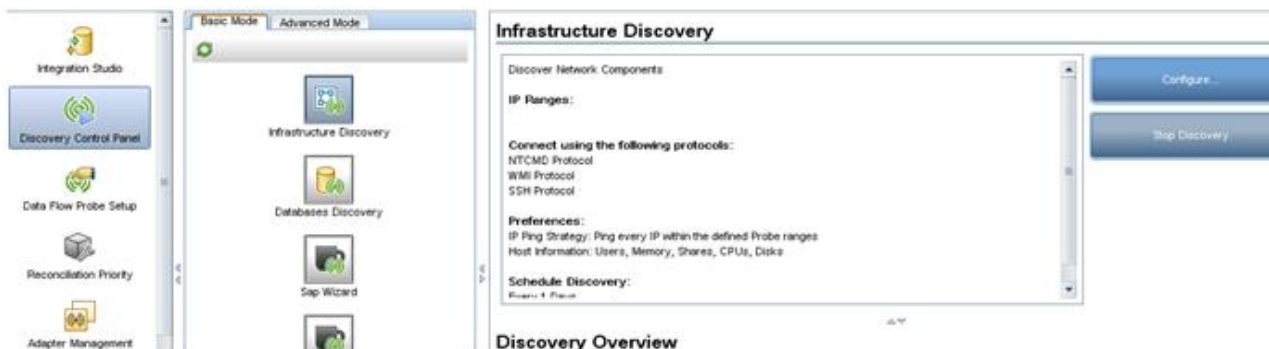 Integration Studio
Discovery Control Panel
Data Flow Probe Setup
Reconciliation Priority
Adapter Management
Basic Mode
Advanced Mode
Infrastructure Discovery
Databases Discovery
Sap Wizard
Infrastructure Discovery
Discover Network Components
IP Ranges:
Connect using the following protocols:
NTCMD Protocol
WMI Protocol
SSH Protocol
Preferences:
IP Ping Strategy: Ping every IP within the defined Probe ranges
Host Information: Users, Memory, Shares, CPUs, Disks
Schedule Discovery:
Every 1 Days
Configure...
Stop Discovery
Discovery Overview